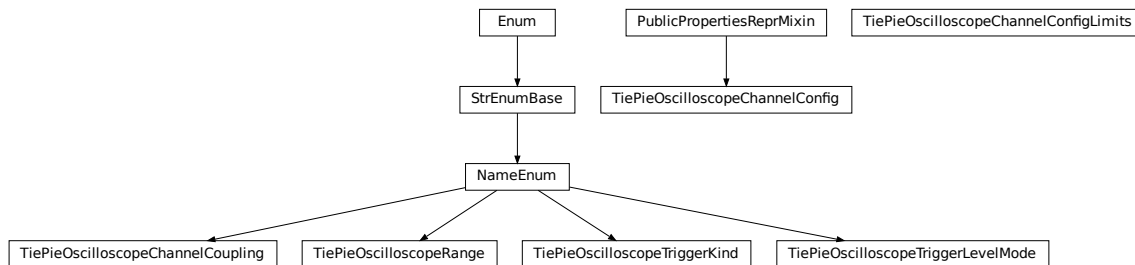 Enum
PublicPropertiesReprMixin
TiePieOscilloscopeChannelConfigLimits
StrEnumBase
TiePieOscilloscopeChannelConfig
NameEnum
TiePieOscilloscopeChannelCoupling
TiePieOscilloscopeRange
TiePieOscilloscopeTriggerKind
TiePieOscilloscopeTriggerLevelMode